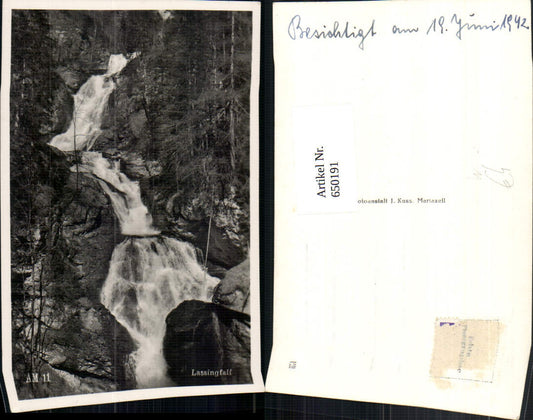 AM 11
Lassingfall
Besichtigt am 19. Juni 1942.
Artikel Nr.
650191
otoanstalt J. Kuss, Mariazell